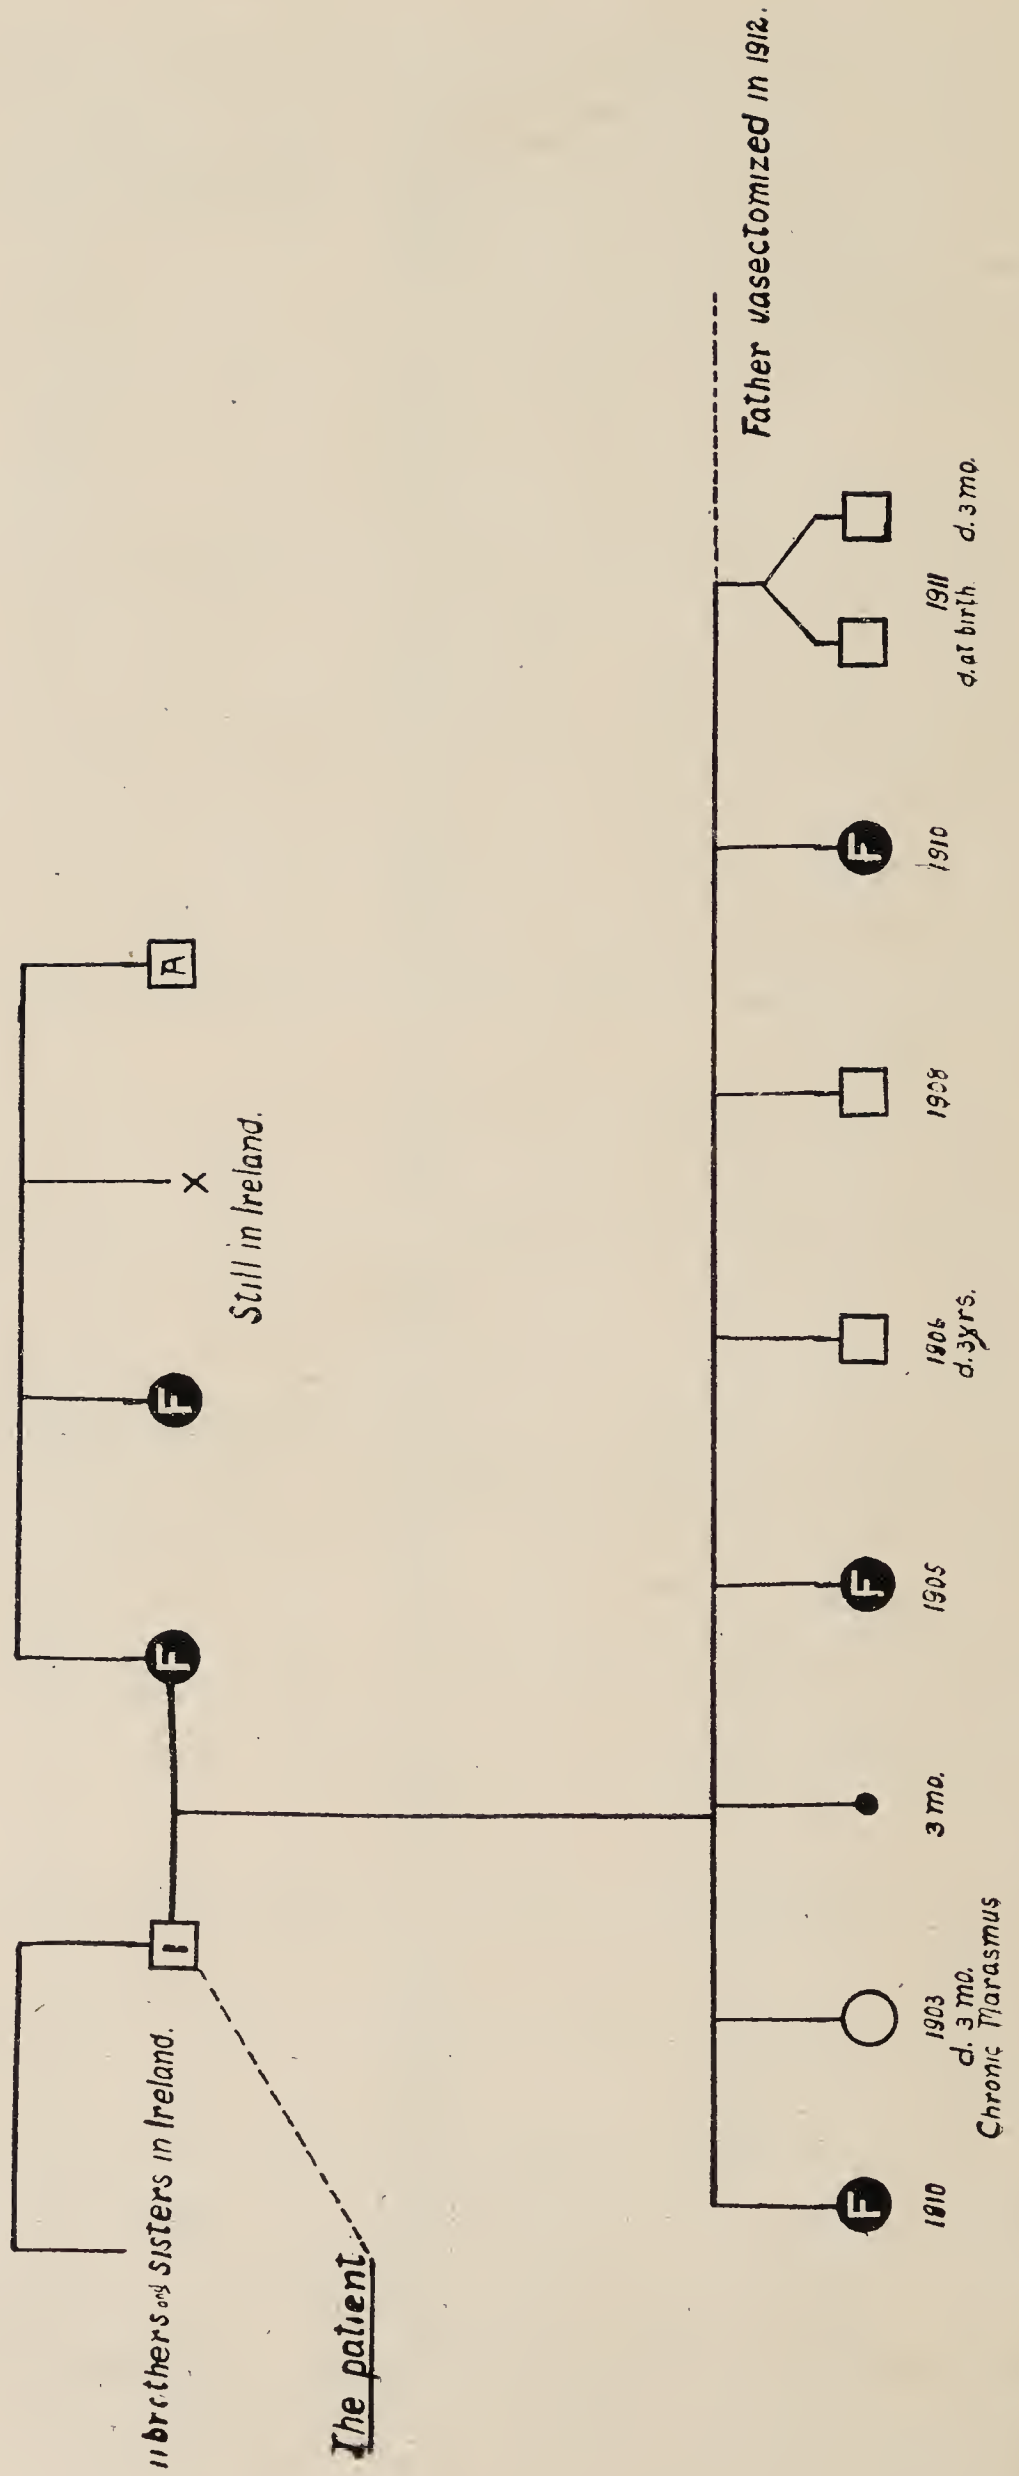 11 brothers and sisters in Ireland.
I
F
F
X
A
Still in Ireland.
The patient
Father vasectomized in 1912.
F
F
F
1910
1903
d. 3 mo.
Chronic Marasmus
3 mo.
1905
1906
d. 3 yrs.
1908
1910
1911
d. at birth. d. 3 mo.